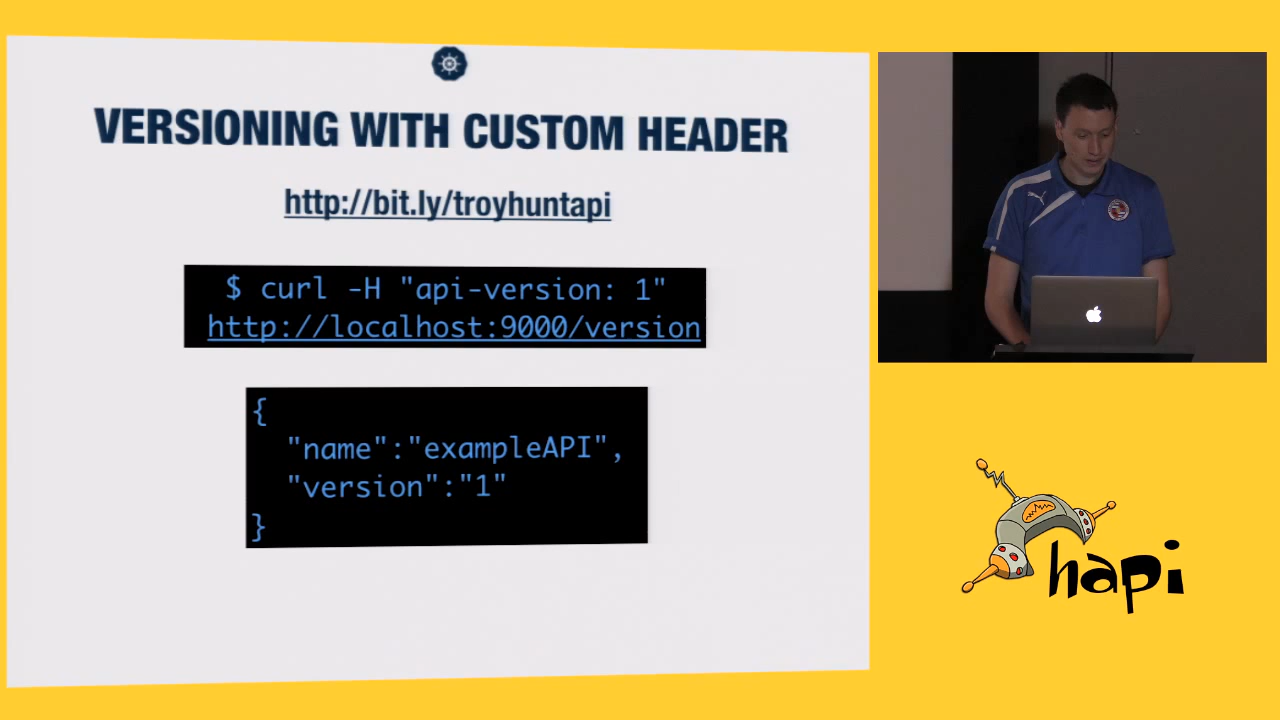 VERSIONING WITH CUSTOM HEADER
http://bit.ly/troyhuntapi
$ curl -H "api-version: 1"
http://localhost:9000/version
{
"name":"exampleAPI",
"version":"1"
}
hapi